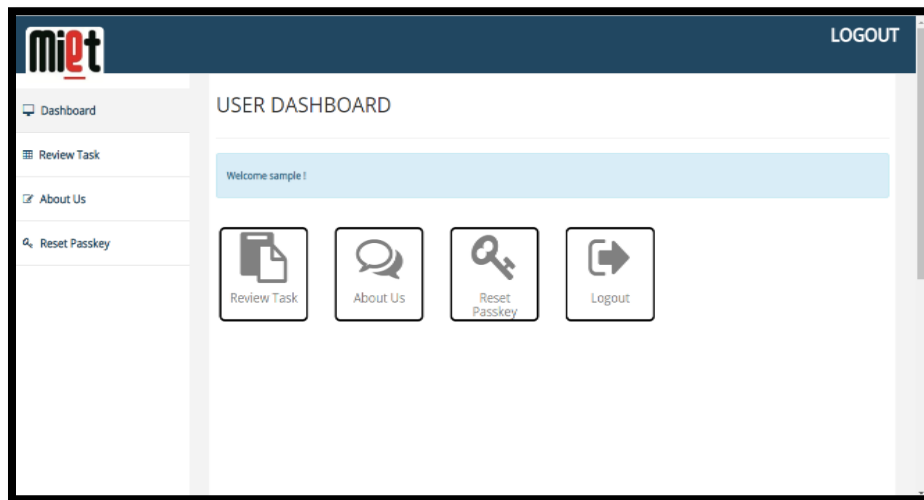 miet
LOGOUT
Dashboard
Review Task
About Us
Reset Passkey
USER DASHBOARD
Welcome sample !
Review Task
About Us
Reset
Passkey
Logout